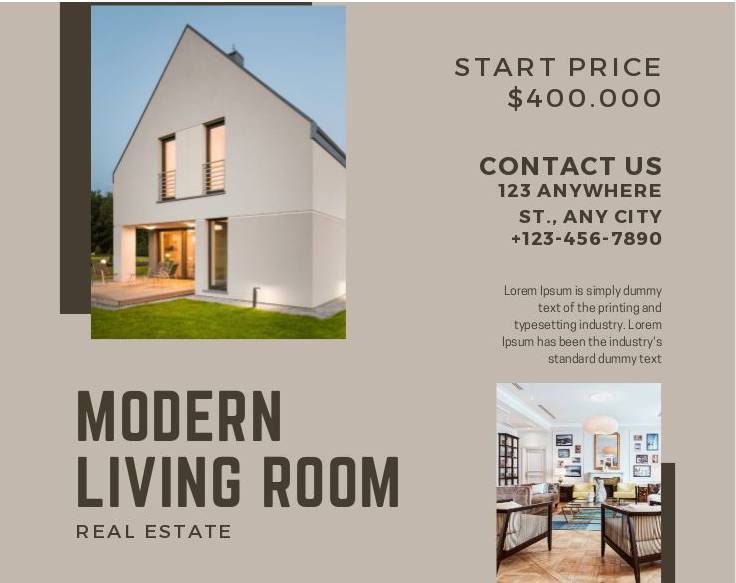 START PRICE
$400.000
CONTACT US
123 ANYWHERE
ST., ANY CITY
+123-456-7890
Lorem Ipsum is simply dummy
text of the printing and
typesetting industry. Lorem
Ipsum has been the industry's
standard dummy text
MODERN
LIVING ROOM
REAL ESTATE